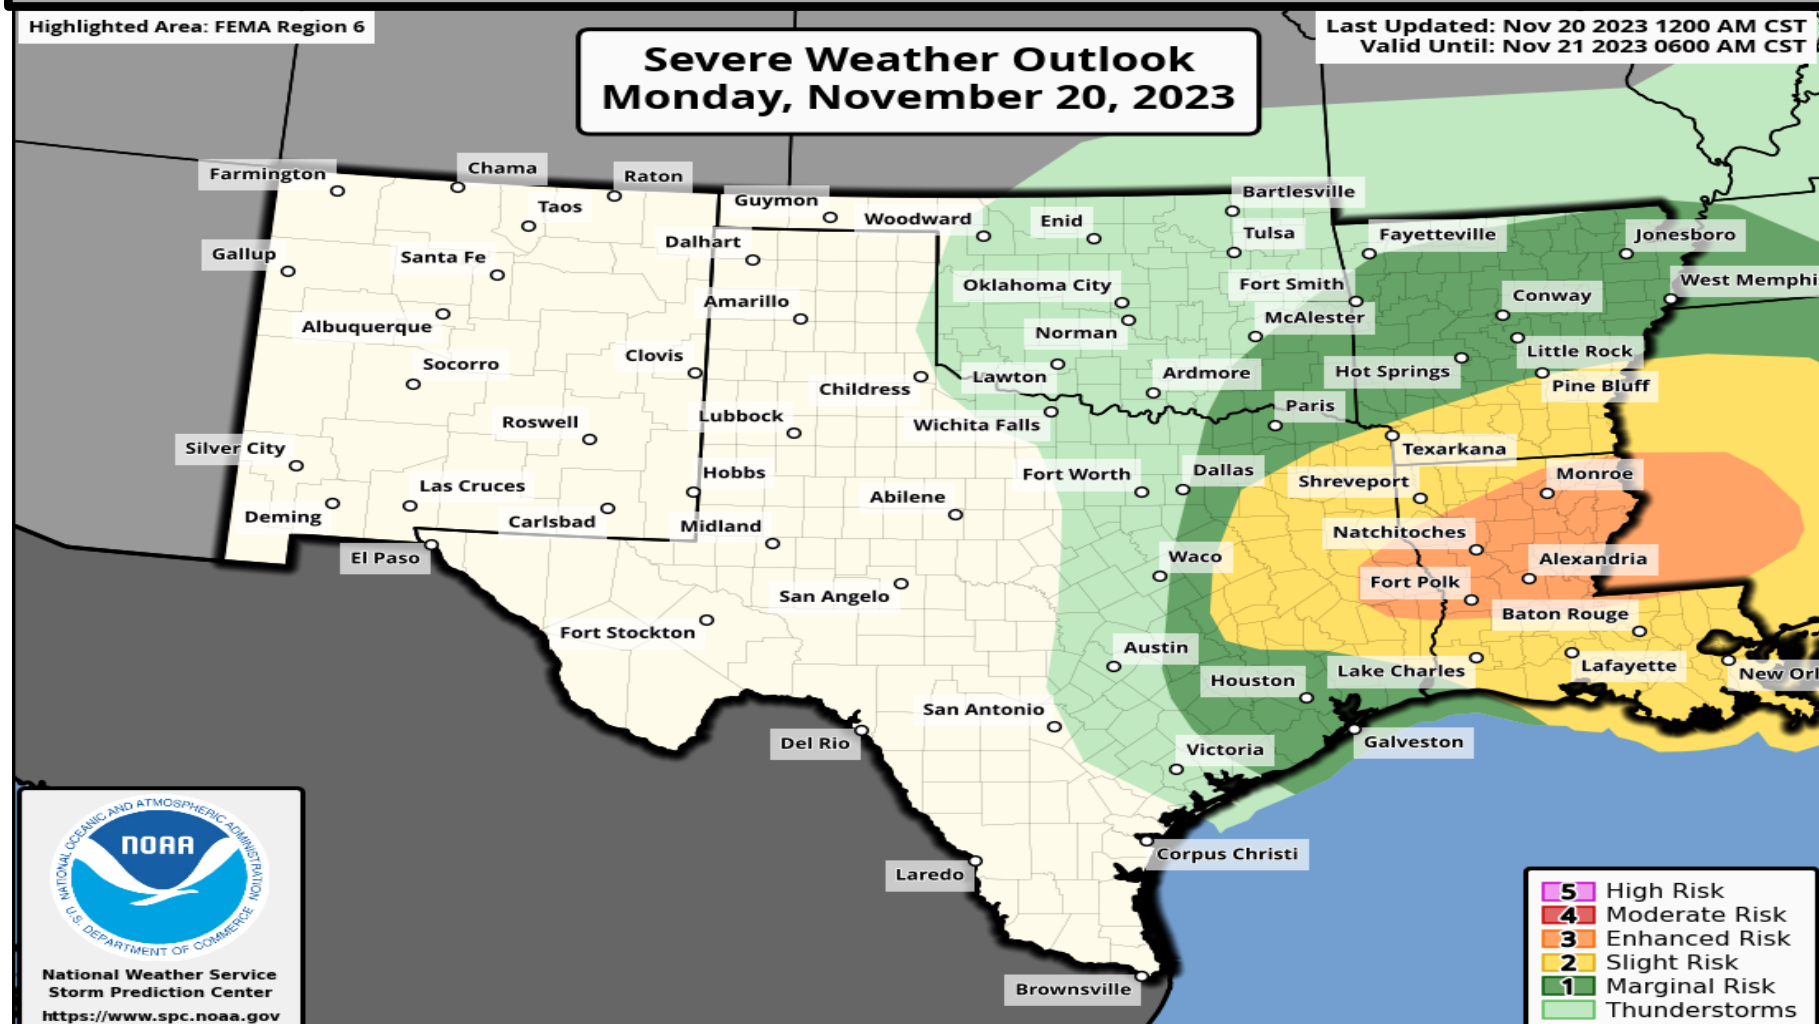 Highlighted Area: FEMA Region 6
Severe Weather Outlook
Monday, November 20, 2023
Last Updated: Nov 20 2023 1200 AM CST
Valid Until: Nov 21 2023 0600 AM CST
Farmington
Chama
Raton
Taos
Guymon
Woodward
Enid
Bartlesville
Tulsa
Fayetteville
Jonesboro
Gallup
Santa Fe
Dalhart
Oklahoma City
Fort Smith
Conway
West Memphi
Albuquerque
Amarillo
Norman
McAlester
Little Rock
Socorro
Clovis
Childress
Lawton
Ardmore
Hot Springs
Pine Bluff
Roswell
Lubbock
Wichita Falls
Paris
Texarkana
Silver City
Las Cruces
Hobbs
Fort Worth
Dallas
Shreveport
Monroe
Deming
Carlsbad
Midland
Abilene
Natchitoches
El Paso
San Angelo
Waco
Fort Polk
Alexandria
Fort Stockton
Austin
Baton Rouge
Houston
Lake Charles
Lafayette
New Orl
Del Rio
San Antonio
Victoria
Galveston
Laredo
Corpus Christi
Brownsville
NATIONAL OCEANIC AND ATMOSPHERIC ADMINISTRATION
NOAA
U.S. DEPARTMENT OF COMMERCE
National Weather Service
Storm Prediction Center
https://www.spc.noaa.gov
5 High Risk
4 Moderate Risk
3 Enhanced Risk
2 Slight Risk
1 Marginal Risk
Thunderstorms